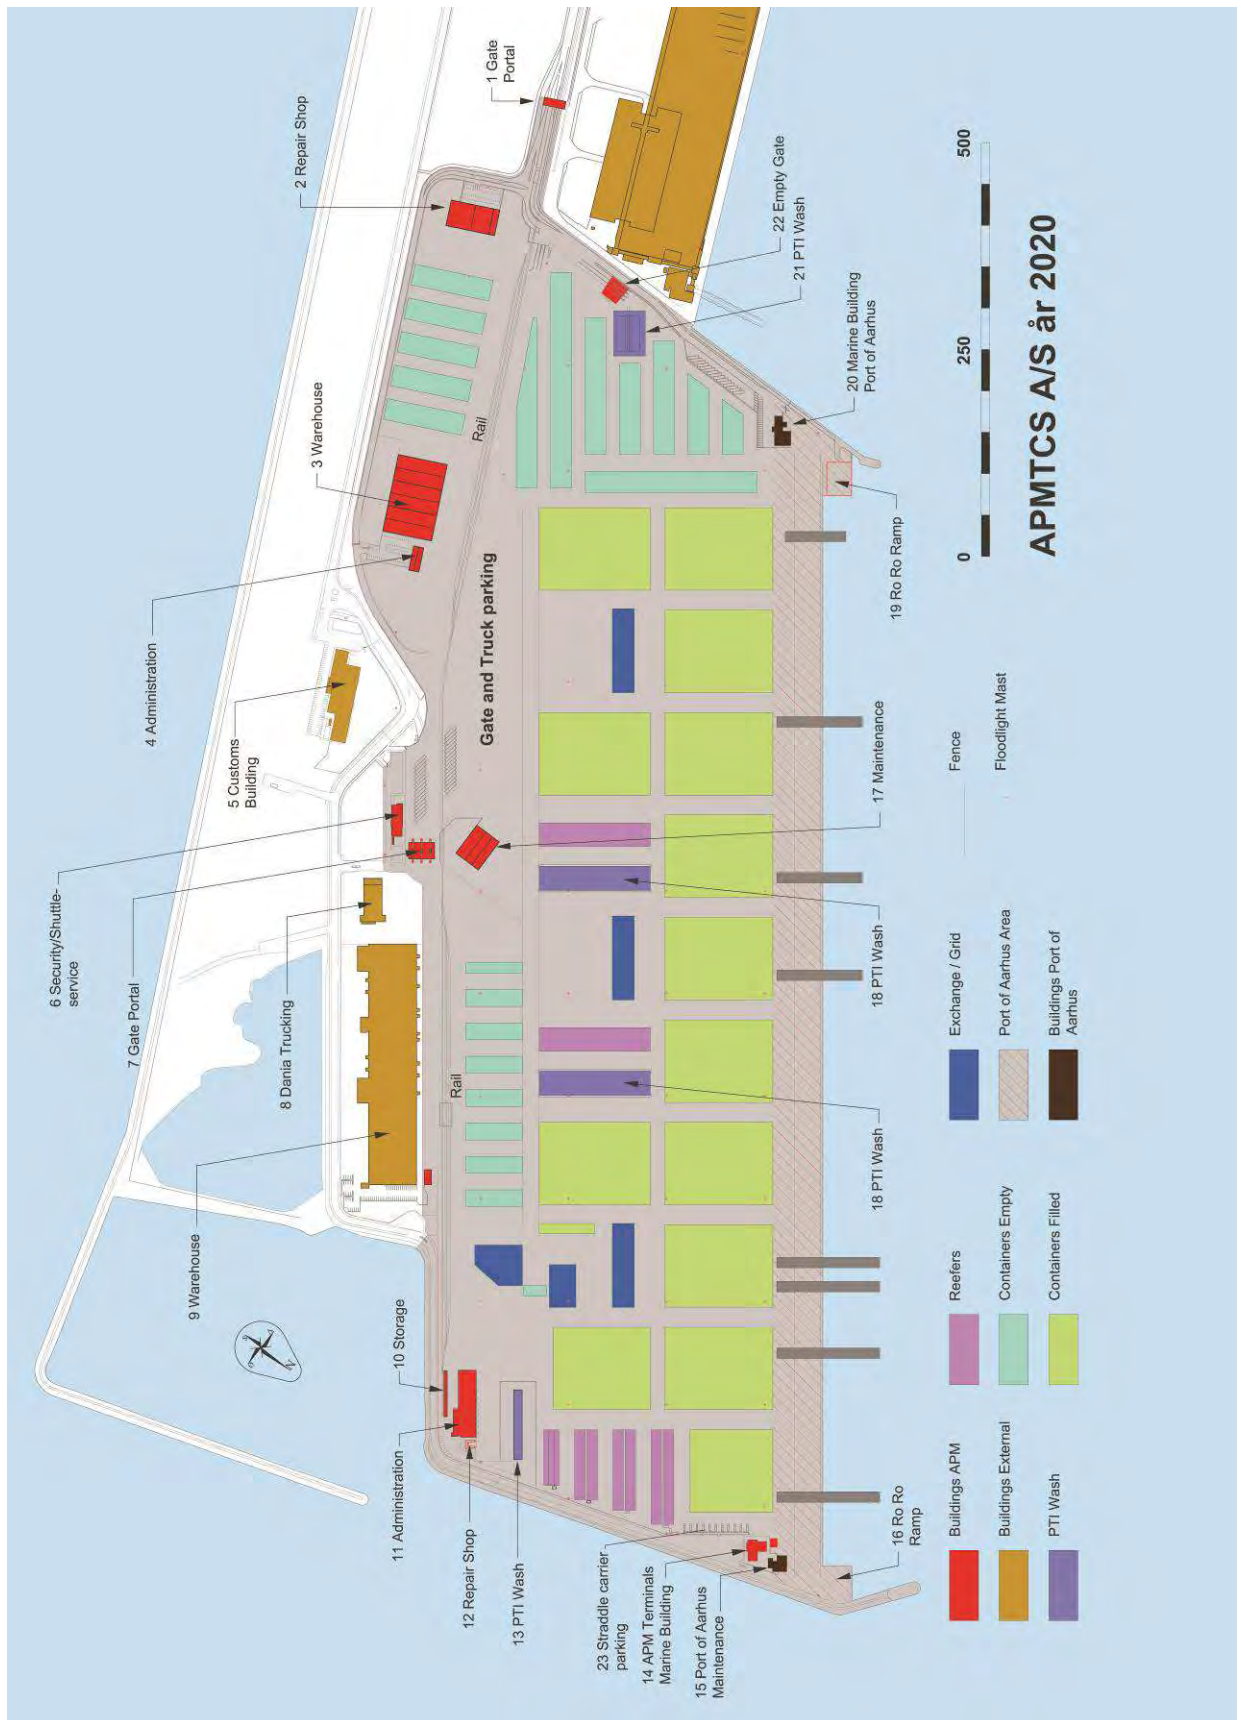 1 Gate
Portal
2 Repair Shop
3 Warehouse
4 Administration
5 Customs
Building
6 Security/Shuttle-
service
7 Gate Portal
8 Dania Trucking
9 Warehouse
10 Storage
11 Administration
12 Repair Shop
13 PTI Wash
23 Straddle carrier
parking
14 APM Terminals
Marine Building
15 Port of Aarhus
Maintenance
16 Ro Ro
Ramp
17 Maintenance
18 PTI Wash
18 PTI Wash
19 Ro Ro Ramp
20 Marine Building
Port of Aarhus
21 PTI Wash
22 Empty Gate
Rail
Rail
Gate and Truck parking
N
Buildings APM
Buildings External
PTI Wash
Reefers
Containers Empty
Containers Filled
Exchange / Grid
Port of Aarhus Area
Buildings Port of
Aarhus
Fence
Floodlight Mast
0
250
500
APMTCS A/S år 2020